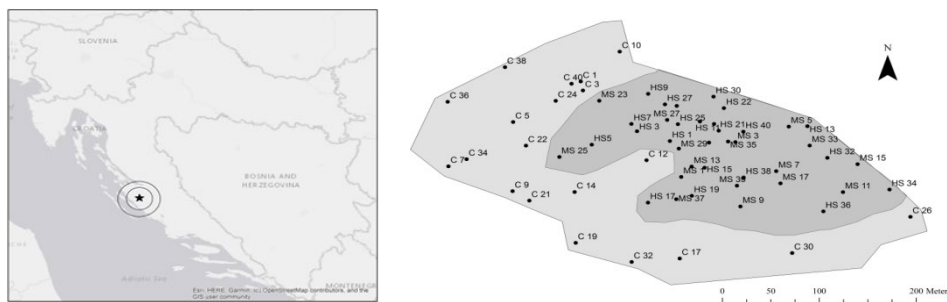 SLOVENIA
CROATIA
BOSNIA AND
HERZEGOVINA
Adriatic Sea
MONTENEGR
Esri, HERE, Garmin, (c) OpenStreetMap contributors, and the
GIS user community
N
C 10
C 38
C 40
C 1
C 3
C 36
C 24
MS 23
HS9
HS 30
HS 27
HS 22
C 5
HS7
MS 27
HS 25
HS 21
HS 40
MS 5
HS 13
HS 3
HS 11
C 22
HS5
HS 1
MS 3
MS 33
MS 25
MS 29
MS 35
C 7
C 34
C 12
HS 32
MS 15
MS 13
HS 15
MS 7
MS 1
HS 38
C 9
C 21
C 14
MS 39
MS 17
HS 19
MS 11
HS 34
HS 17
MS 37
MS 9
HS 36
C 26
C 19
C 32
C 17
C 30
0 50 100 200 Meter